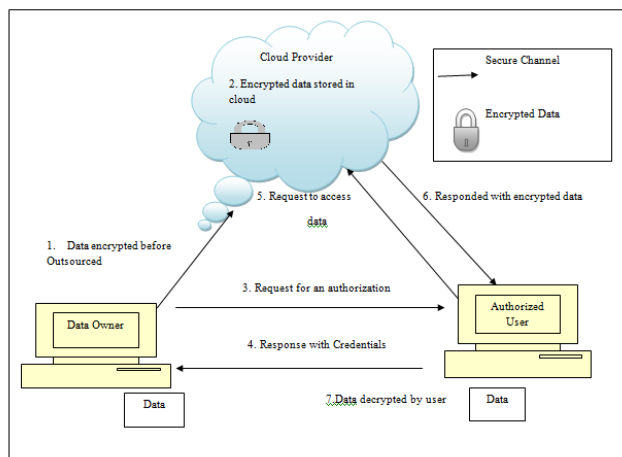 Cloud Provider
2. Encrypted data stored in
cloud
Secure Channel
Encrypted Data
5. Request to access
data
6. Responded with encrypted data
1. Data encrypted before
Outsourced
3. Request for an authorization
Data Owner
Authorized
User
4. Response with Credentials
Data
7.Data decrypted by user
Data